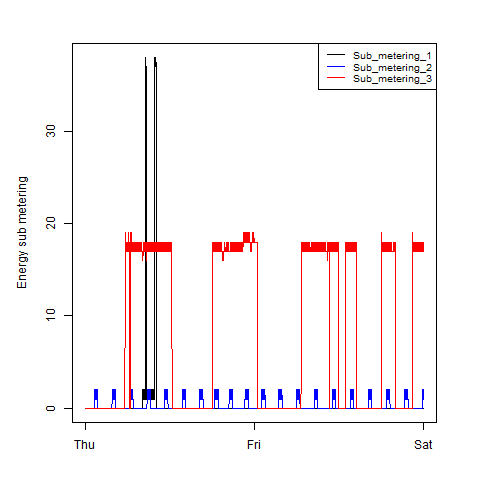 Sub_metering_1
Sub_metering_2
Sub_metering_3
Energy sub metering
30
20
10
0
Thu Fri Sat